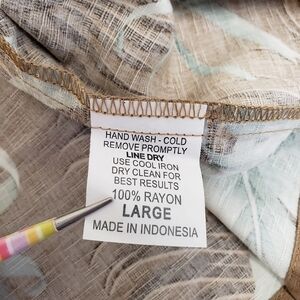 HAND WASH - COLD
REMOVE PROMPTLY
LINE DRY
USE COOL IRON
DRY CLEAN FOR
BEST RESULTS
100% RAYON
LARGE
MADE IN INDONESIA